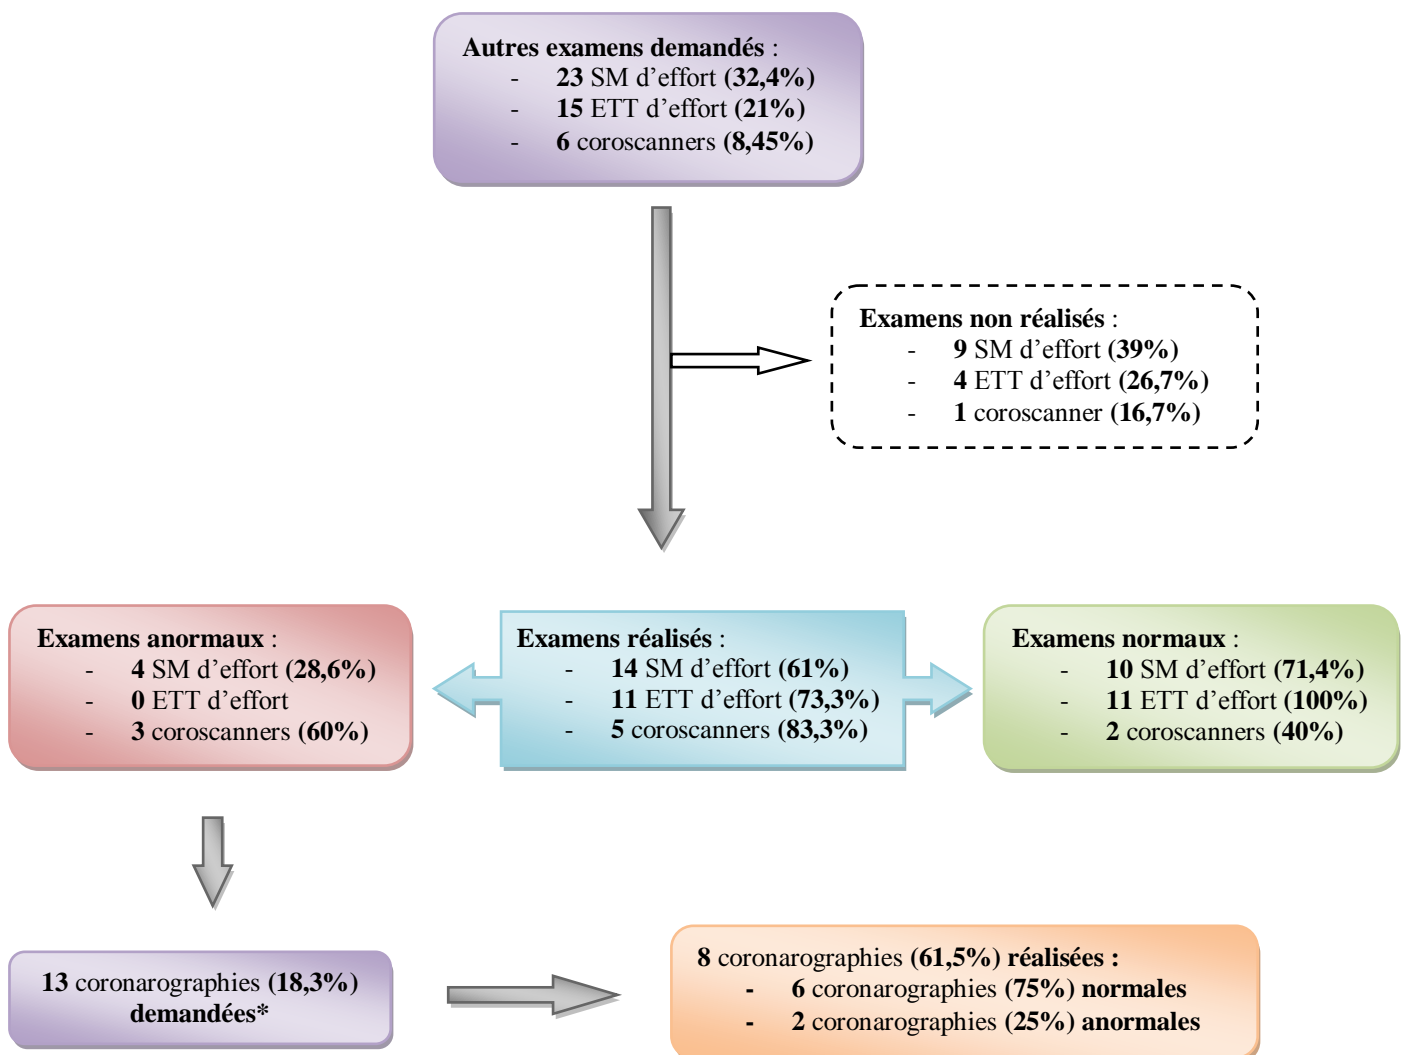 Autres examens demandés :
- 23 SM d’effort (32,4%)
- 15 ETT d’effort (21%)
- 6 coroscanners (8,45%)
Examens non réalisés :
- 9 SM d’effort (39%)
- 4 ETT d’effort (26,7%)
- 1 coroscanner (16,7%)
Examens anormaux :
- 4 SM d’effort (28,6%)
- 0 ETT d’effort
- 3 coroscanners (60%)
Examens réalisés :
- 14 SM d’effort (61%)
- 11 ETT d’effort (73,3%)
- 5 coroscanners (83,3%)
Examens normaux :
- 10 SM d’effort (71,4%)
- 11 ETT d’effort (100%)
- 2 coroscanners (40%)
13 coronarographies (18,3%)
demandées*
8 coronarographies (61,5%) réalisées :
- 6 coronarographies (75%) normales
- 2 coronarographies (25%) anormales